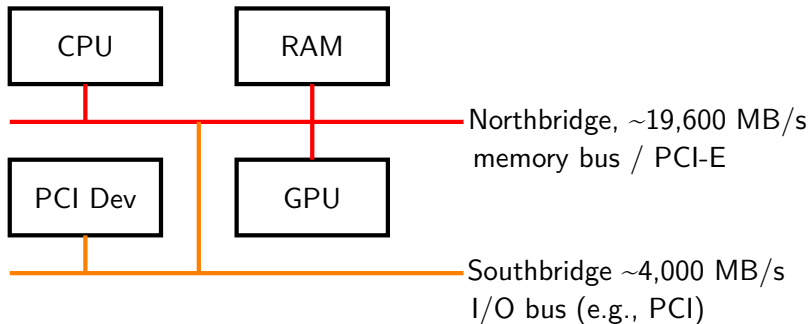 CPU
RAM
Northbridge, ~19,600 MB/s
memory bus / PCI-E
PCI Dev
GPU
Southbridge ~4,000 MB/s
I/O bus (e.g., PCI)